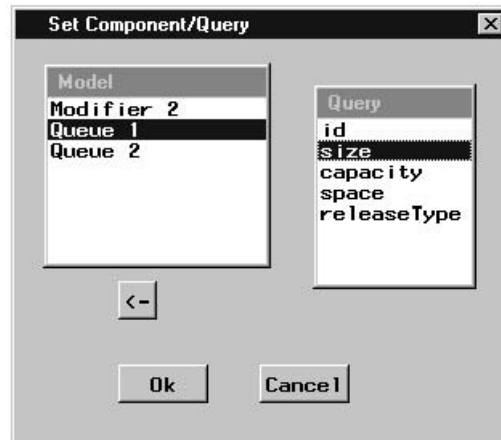 Set Component/Query
Model
Modifier 2
Queue 1
Queue 2
Query
id
size
capacity
space
releaseType
<-
Ok
Cancel